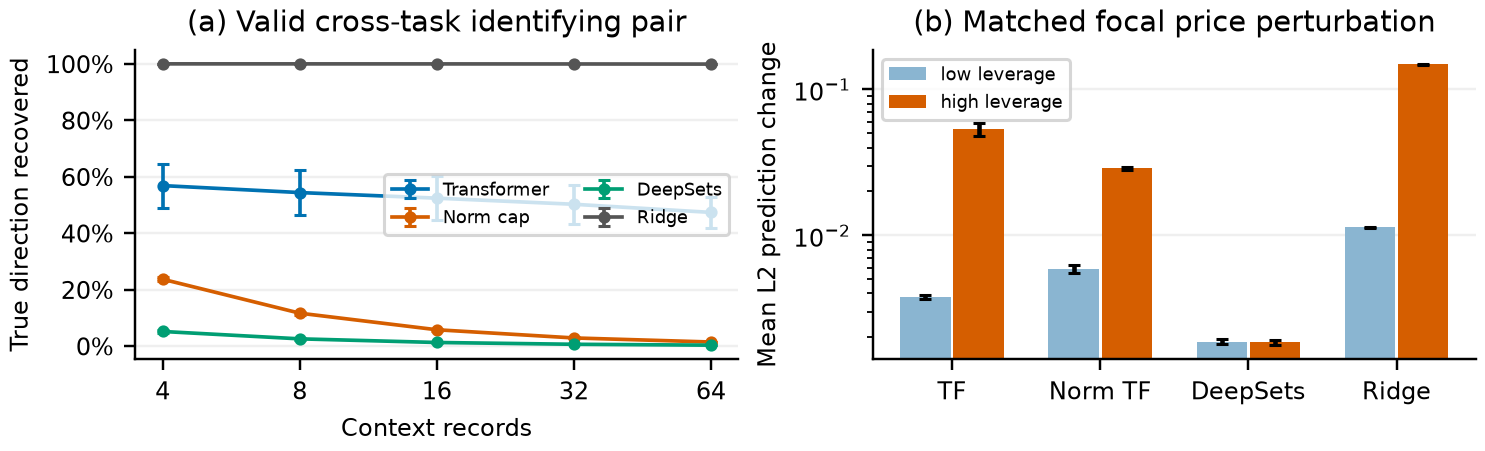 (a) Valid cross-task identifying pair
True direction recovered
100%
80%
60%
40%
20%
0%
Transformer
Norm cap
DeepSets
Ridge
4
8
16
32
64
Context records
(b) Matched focal price perturbation
Mean L2 prediction change
10⁻¹
10⁻²
low leverage
high leverage
TF
Norm TF
DeepSets
Ridge